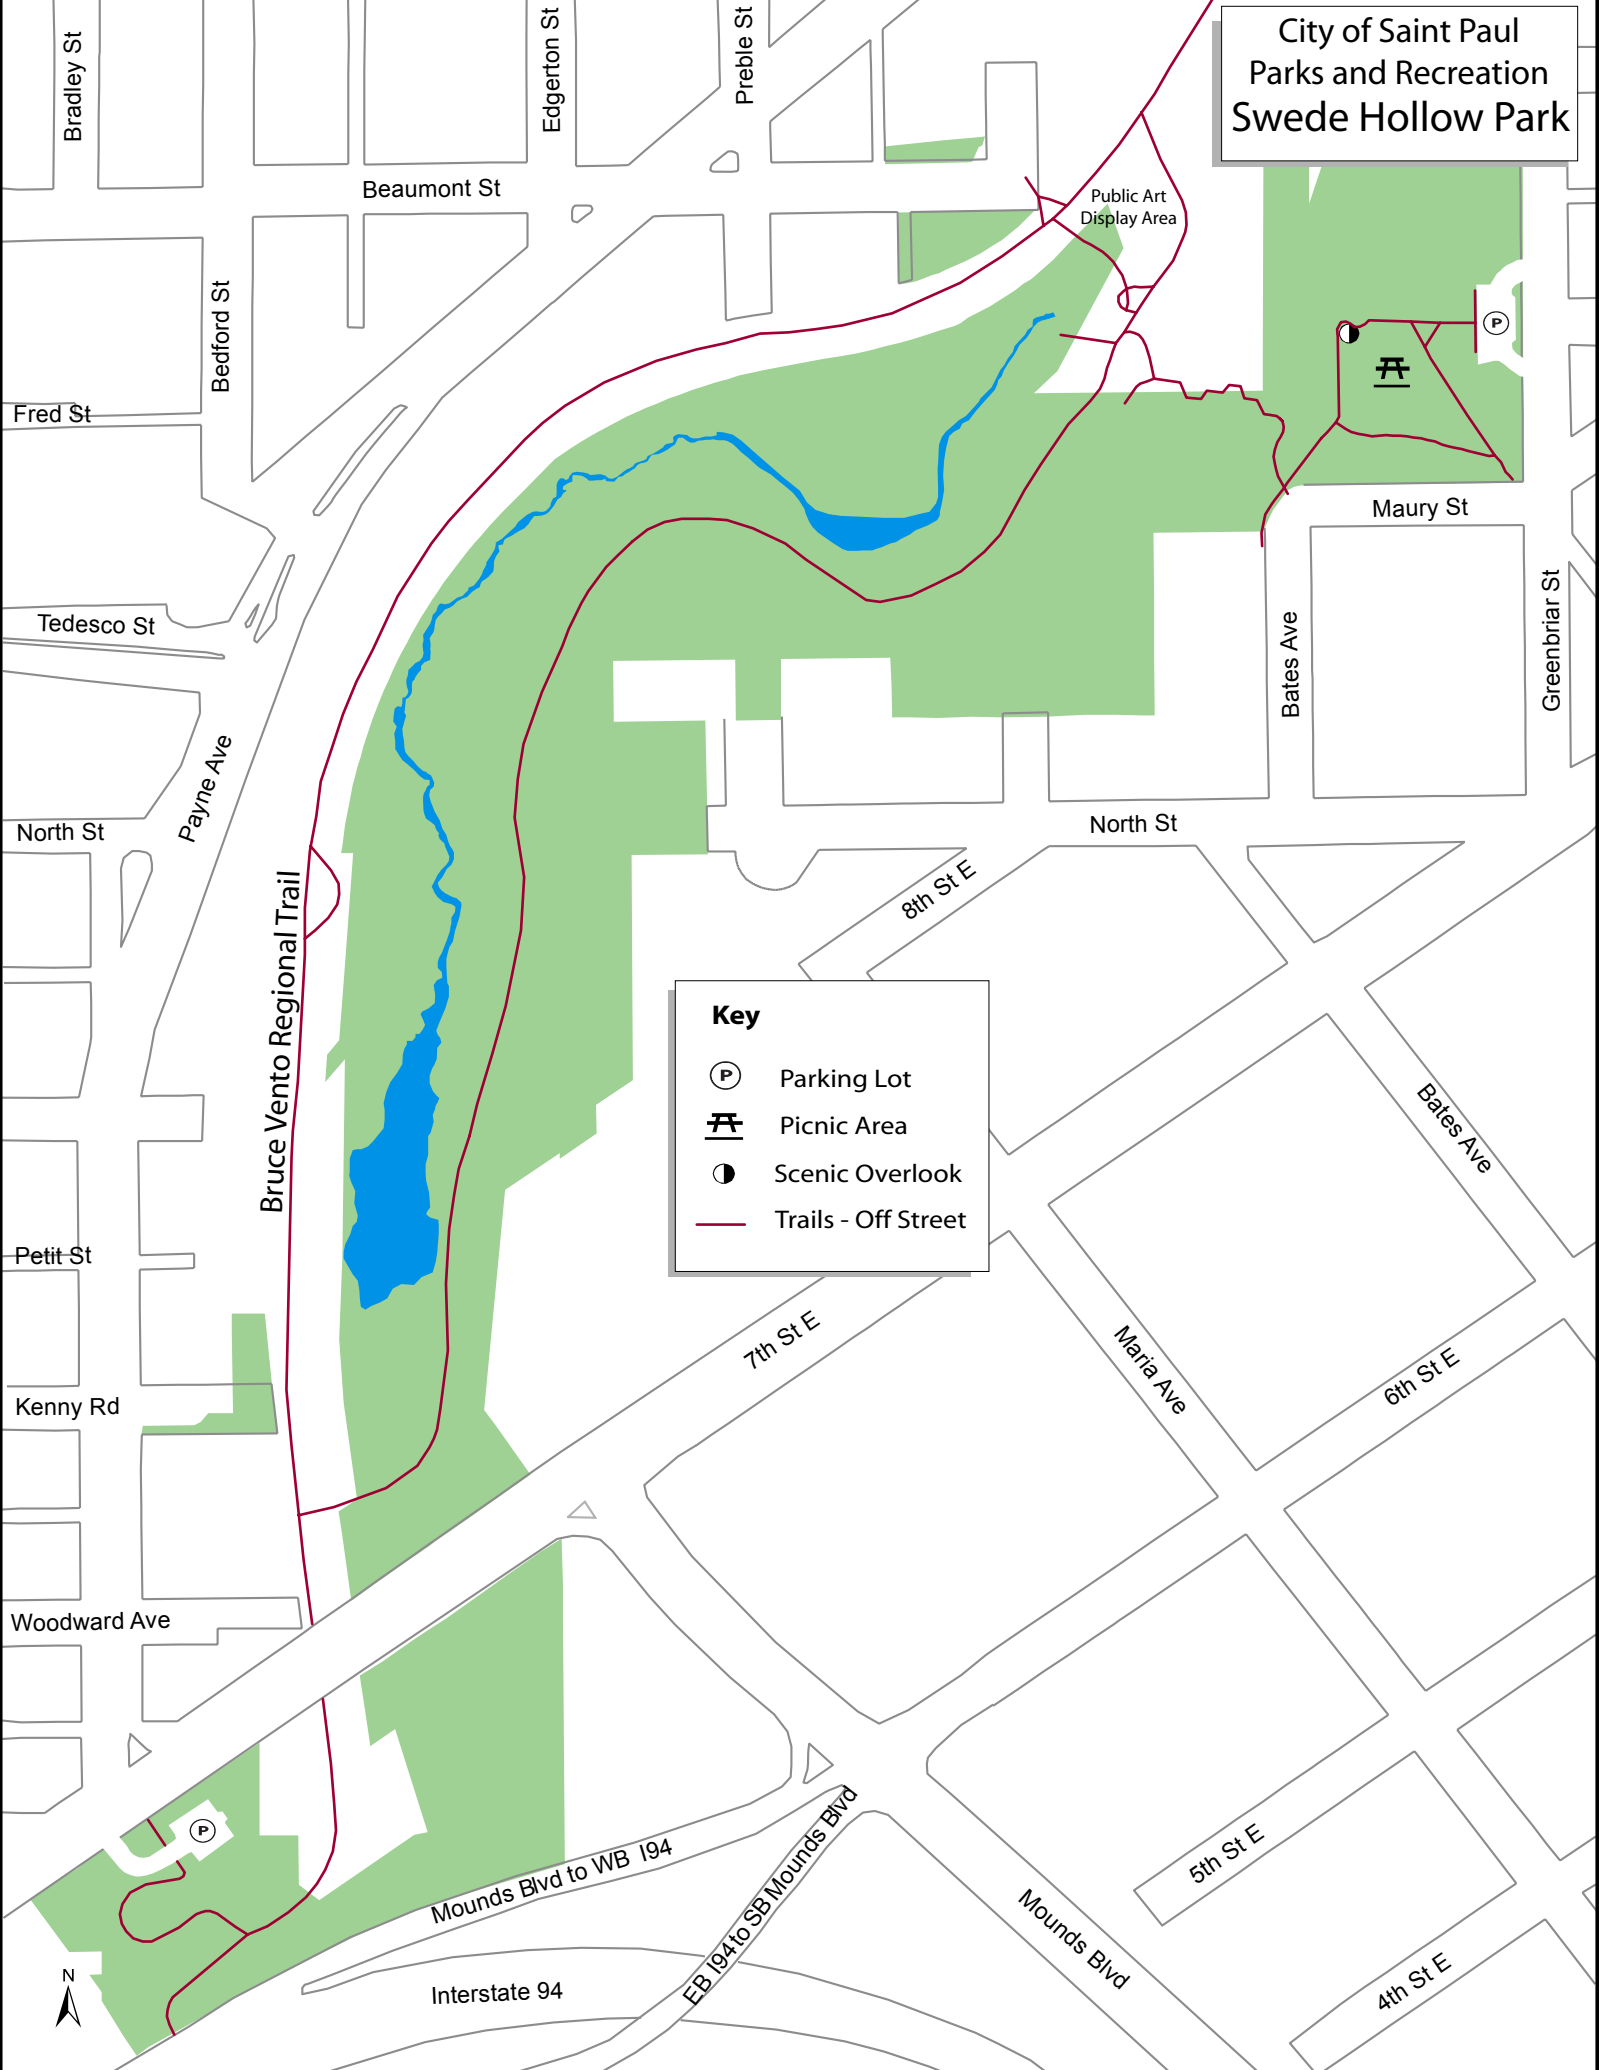 City of Saint Paul
Parks and Recreation
Swede Hollow Park
Bradley St
Edgerton St
Preble St
Beaumont St
Public Art
Display Area
Bedford St
P
Fred St
Maury St
Tedesco St
Bates Ave
Greenbriar St
Payne Ave
North St
North St
8th St E
Bruce Vento Regional Trail
Key
P Parking Lot
Picnic Area
Scenic Overlook
Trails - Off Street
Bates Ave
Petit St
7th St E
Maria Ave
6th St E
Kenny Rd
Woodward Ave
P
Mounds Blvd to WB I94
EB I94 to SB Mounds Blvd
5th St E
Mounds Blvd
4th St E
Interstate 94
N